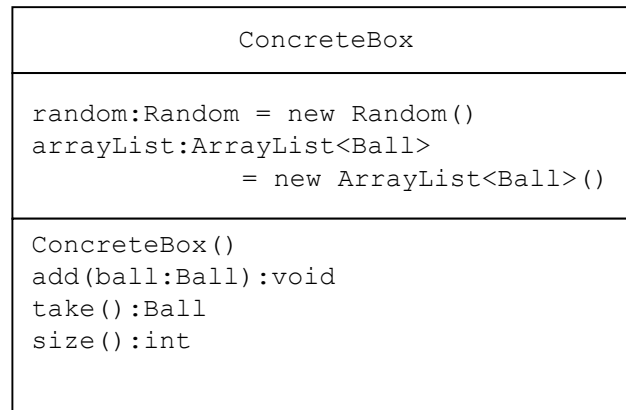 ConcreteBox
random:Random = new Random()
arrayList:ArrayList<Ball>
= new ArrayList<Ball>()
ConcreteBox()
add(ball:Ball):void
take():Ball
size():int